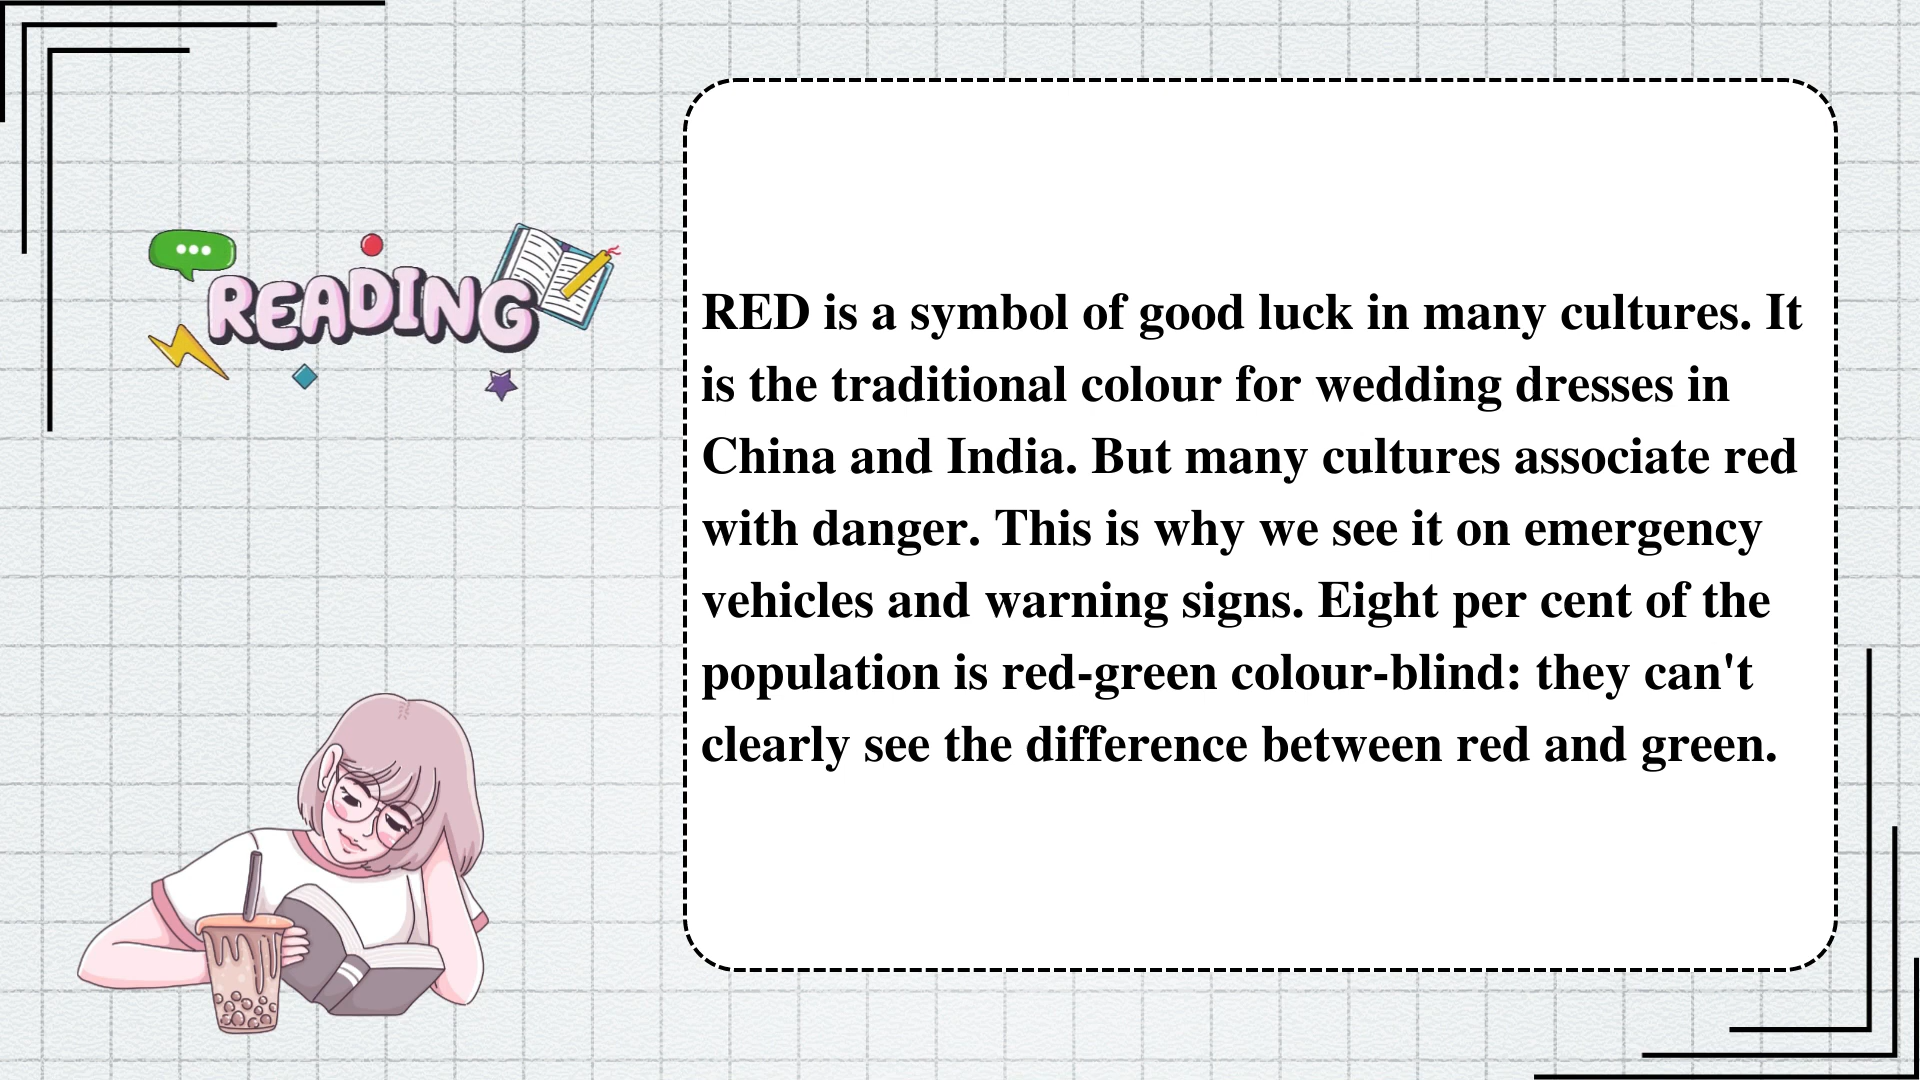 READING
RED is a symbol of good luck in many cultures. It
is the traditional colour for wedding dresses in
China and India. But many cultures associate red
with danger. This is why we see it on emergency
vehicles and warning signs. Eight per cent of the
population is red-green colour-blind: they can't
clearly see the difference between red and green.